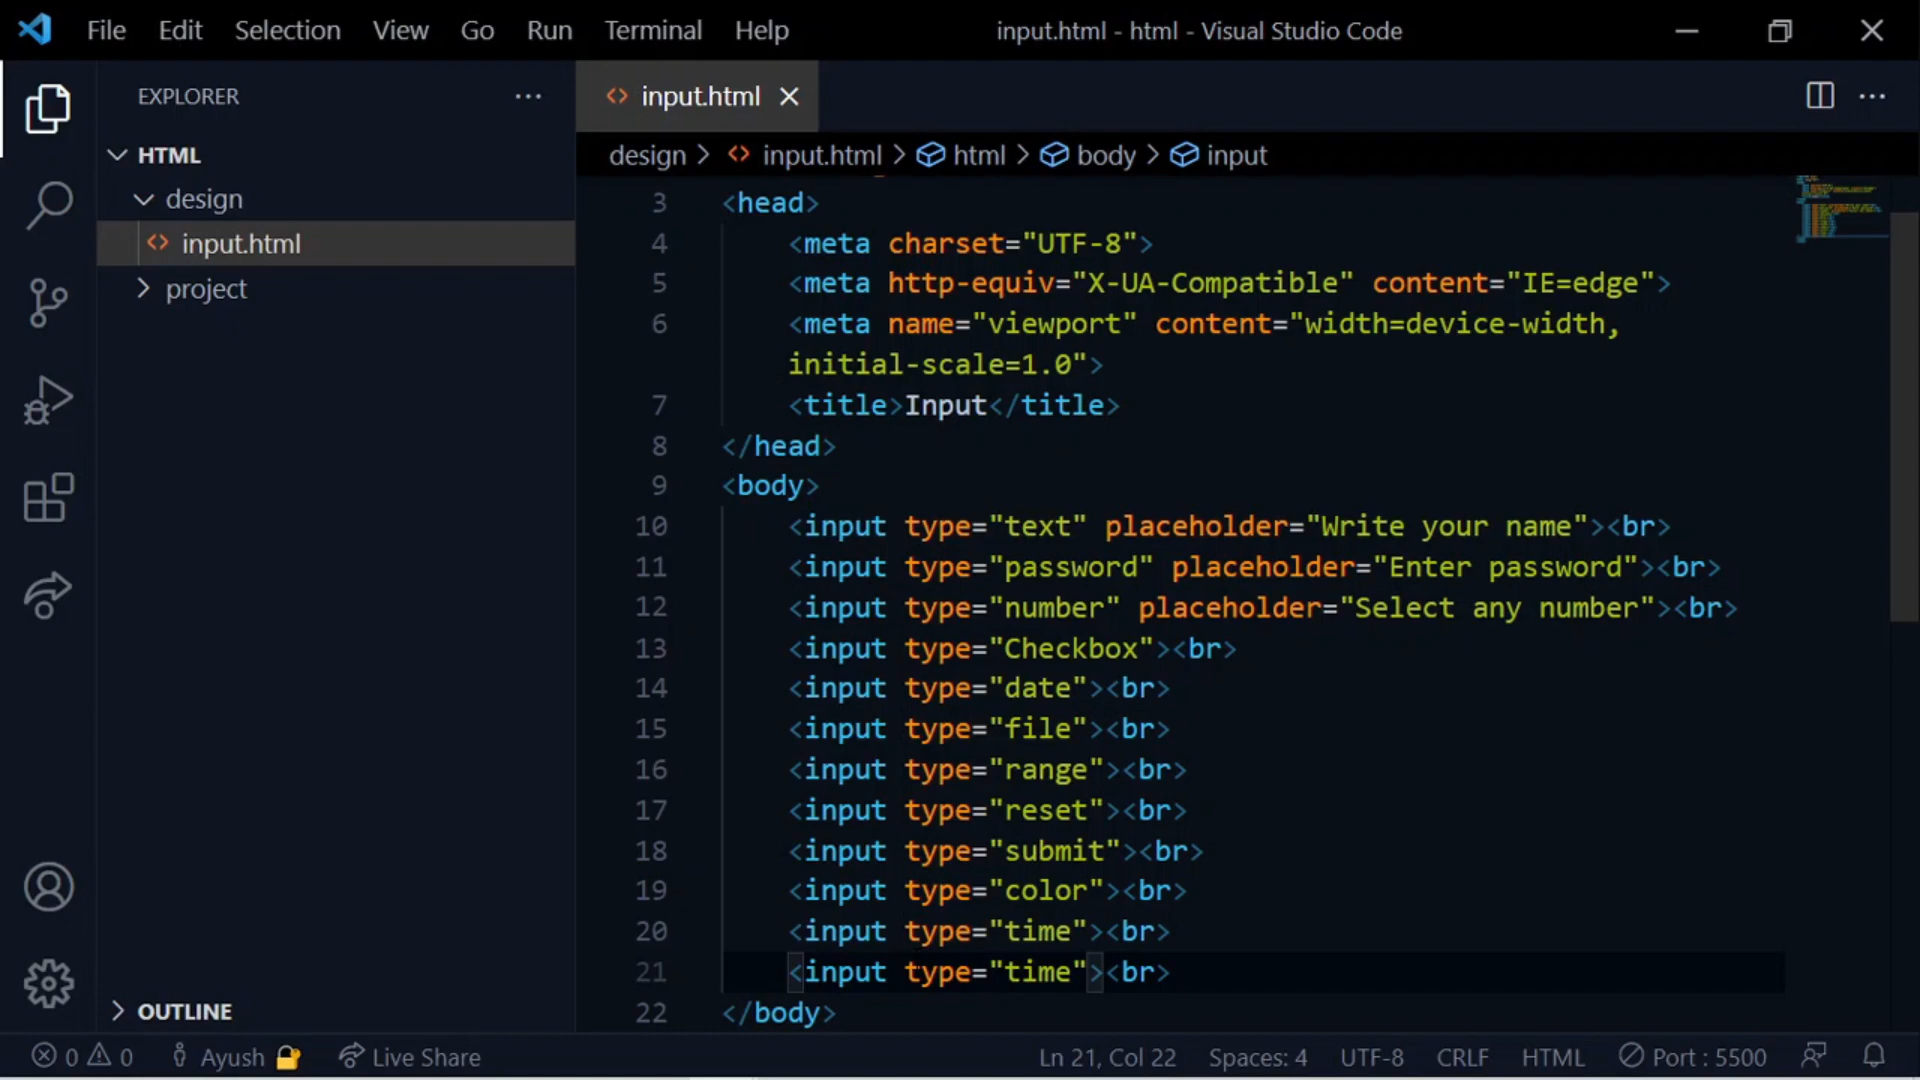 File Edit Selection View Go Run Terminal Help input.html - html - Visual Studio Code
EXPLORER
HTML
design
input.html
project
OUTLINE
input.html
design > input.html > html > body > input
3 <head>
4 <meta charset="UTF-8">
5 <meta http-equiv="X-UA-Compatible" content="IE=edge">
6 <meta name="viewport" content="width=device-width,
initial-scale=1.0">
7 <title>Input</title>
8 </head>
9 <body>
10 <input type="text" placeholder="Write your name"><br>
11 <input type="password" placeholder="Enter password"><br>
12 <input type="number" placeholder="Select any number"><br>
13 <input type="Checkbox"><br>
14 <input type="date"><br>
15 <input type="file"><br>
16 <input type="range"><br>
17 <input type="reset"><br>
18 <input type="submit"><br>
19 <input type="color"><br>
20 <input type="time"><br>
21 <input type="time"><br>
22 </body>
0 0 Ayush Live Share Ln 21, Col 22 Spaces: 4 UTF-8 CRLF HTML Port : 5500